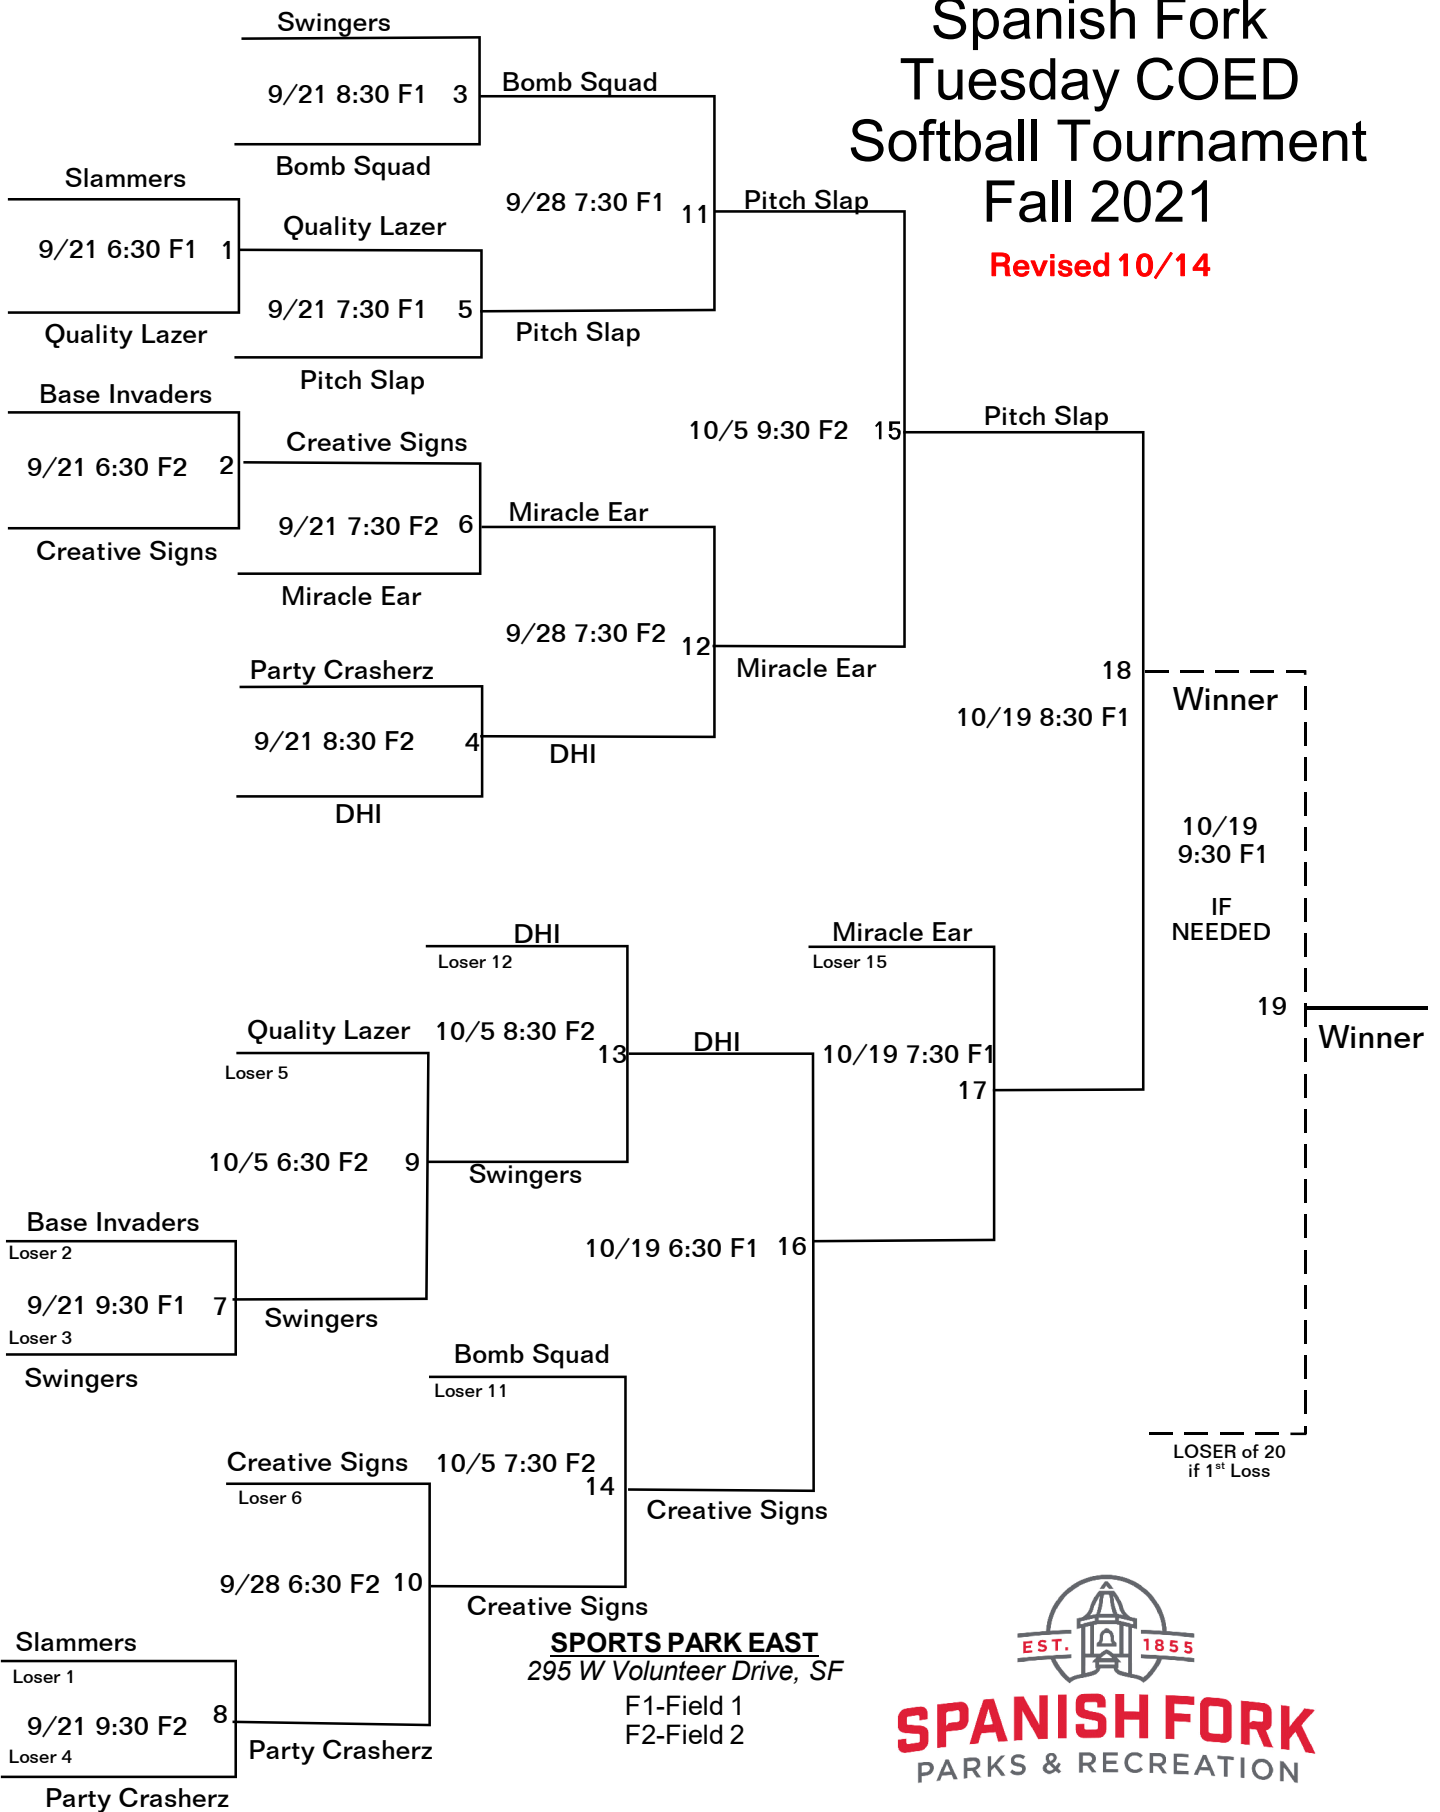 Spanish Fork
Tuesday COED
Softball Tournament
Fall 2021
Revised 10/14
Swingers
9/21 8:30 F1 3
Bomb Squad
Bomb Squad
Slammers
9/21 6:30 F1 1
Quality Lazer
Quality Lazer
9/21 7:30 F1 5
Pitch Slap
Pitch Slap
9/28 7:30 F1 11
Pitch Slap
Base Invaders
9/21 6:30 F2 2
Creative Signs
Creative Signs
9/21 7:30 F2 6
Miracle Ear
Miracle Ear
10/5 9:30 F2 15
Pitch Slap
9/28 7:30 F2 12
Miracle Ear
Party Crasherz
9/21 8:30 F2 4
DHI
DHI
18
10/19 8:30 F1
Winner
10/19
9:30 F1
IF
NEEDED
19
Winner
DHI
Loser 12
10/5 8:30 F2
13
DHI
Miracle Ear
Loser 15
10/19 7:30 F1
17
Quality Lazer
Loser 5
10/5 6:30 F2 9
Swingers
Base Invaders
Loser 2
9/21 9:30 F1 7
Loser 3
Swingers
Swingers
10/19 6:30 F1 16
Bomb Squad
Loser 11
10/5 7:30 F2
14
Creative Signs
Creative Signs
Loser 6
9/28 6:30 F2 10
Creative Signs
Slammers
Loser 1
9/21 9:30 F2 8
Loser 4
Party Crasherz
Party Crasherz
LOSER of 20
if 1st Loss
SPORTS PARK EAST
295 W Volunteer Drive, SF
F1-Field 1
F2-Field 2
EST. 1855
SPANISH FORK
PARKS & RECREATION